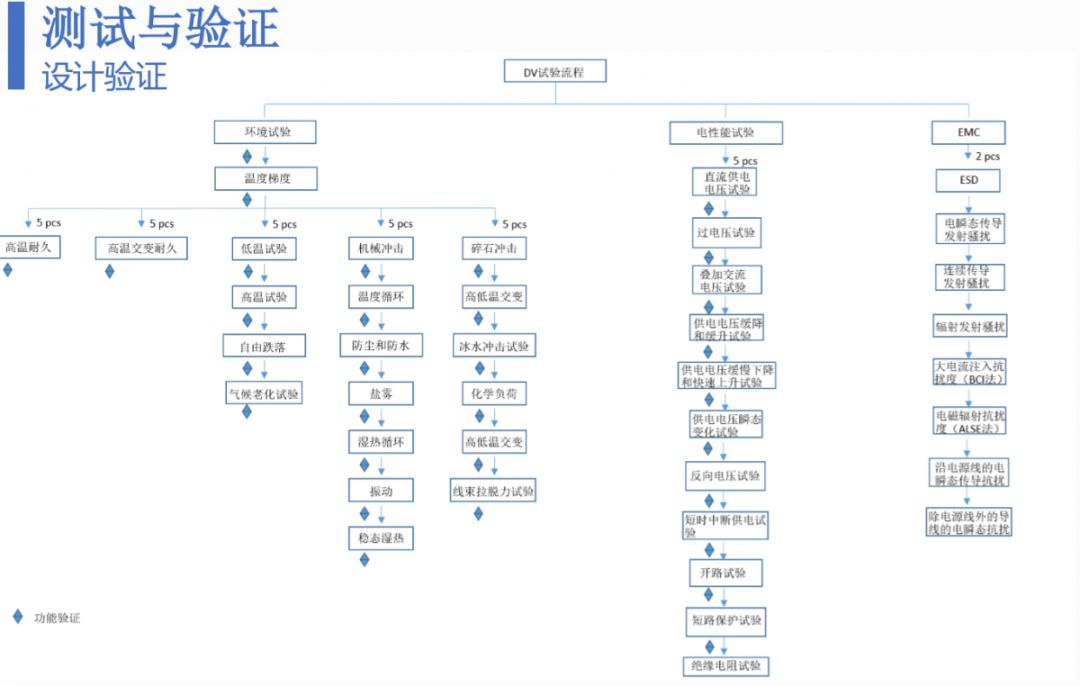 测试与验证
设计验证
DV试验流程
环境试验
温度梯度
5 pcs
高温耐久
5 pcs
高温交变耐久
5 pcs
低温试验
高温试验
自由跌落
气候老化试验
5 pcs
机械冲击
温度循环
防尘和防水
盐雾
湿热循环
振动
稳态湿热
5 pcs
碎石冲击
高低温交变
冰水冲击试验
化学负荷
高低温交变
线束拉脱力试验
电性能试验
5 pcs
直流供电
电压试验
过电压试验
叠加交流
电压试验
供电电压缓降
和缓升试验
供电电压缓慢下降
和快速上升试验
供电电压瞬态
变化试验
反向电压试验
短时中断供电试
验
开路试验
短路保护试验
绝缘电阻试验
EMC
2 pcs
ESD
电瞬态传导
发射骚扰
连续传导
发射骚扰
辐射发射骚扰
大电流注入抗
扰度（BCI法）
电磁辐射抗扰
度（ALSE法）
沿电源线的电
瞬态传导抗扰
除电源线外的导
线的电瞬态抗扰
功能验证